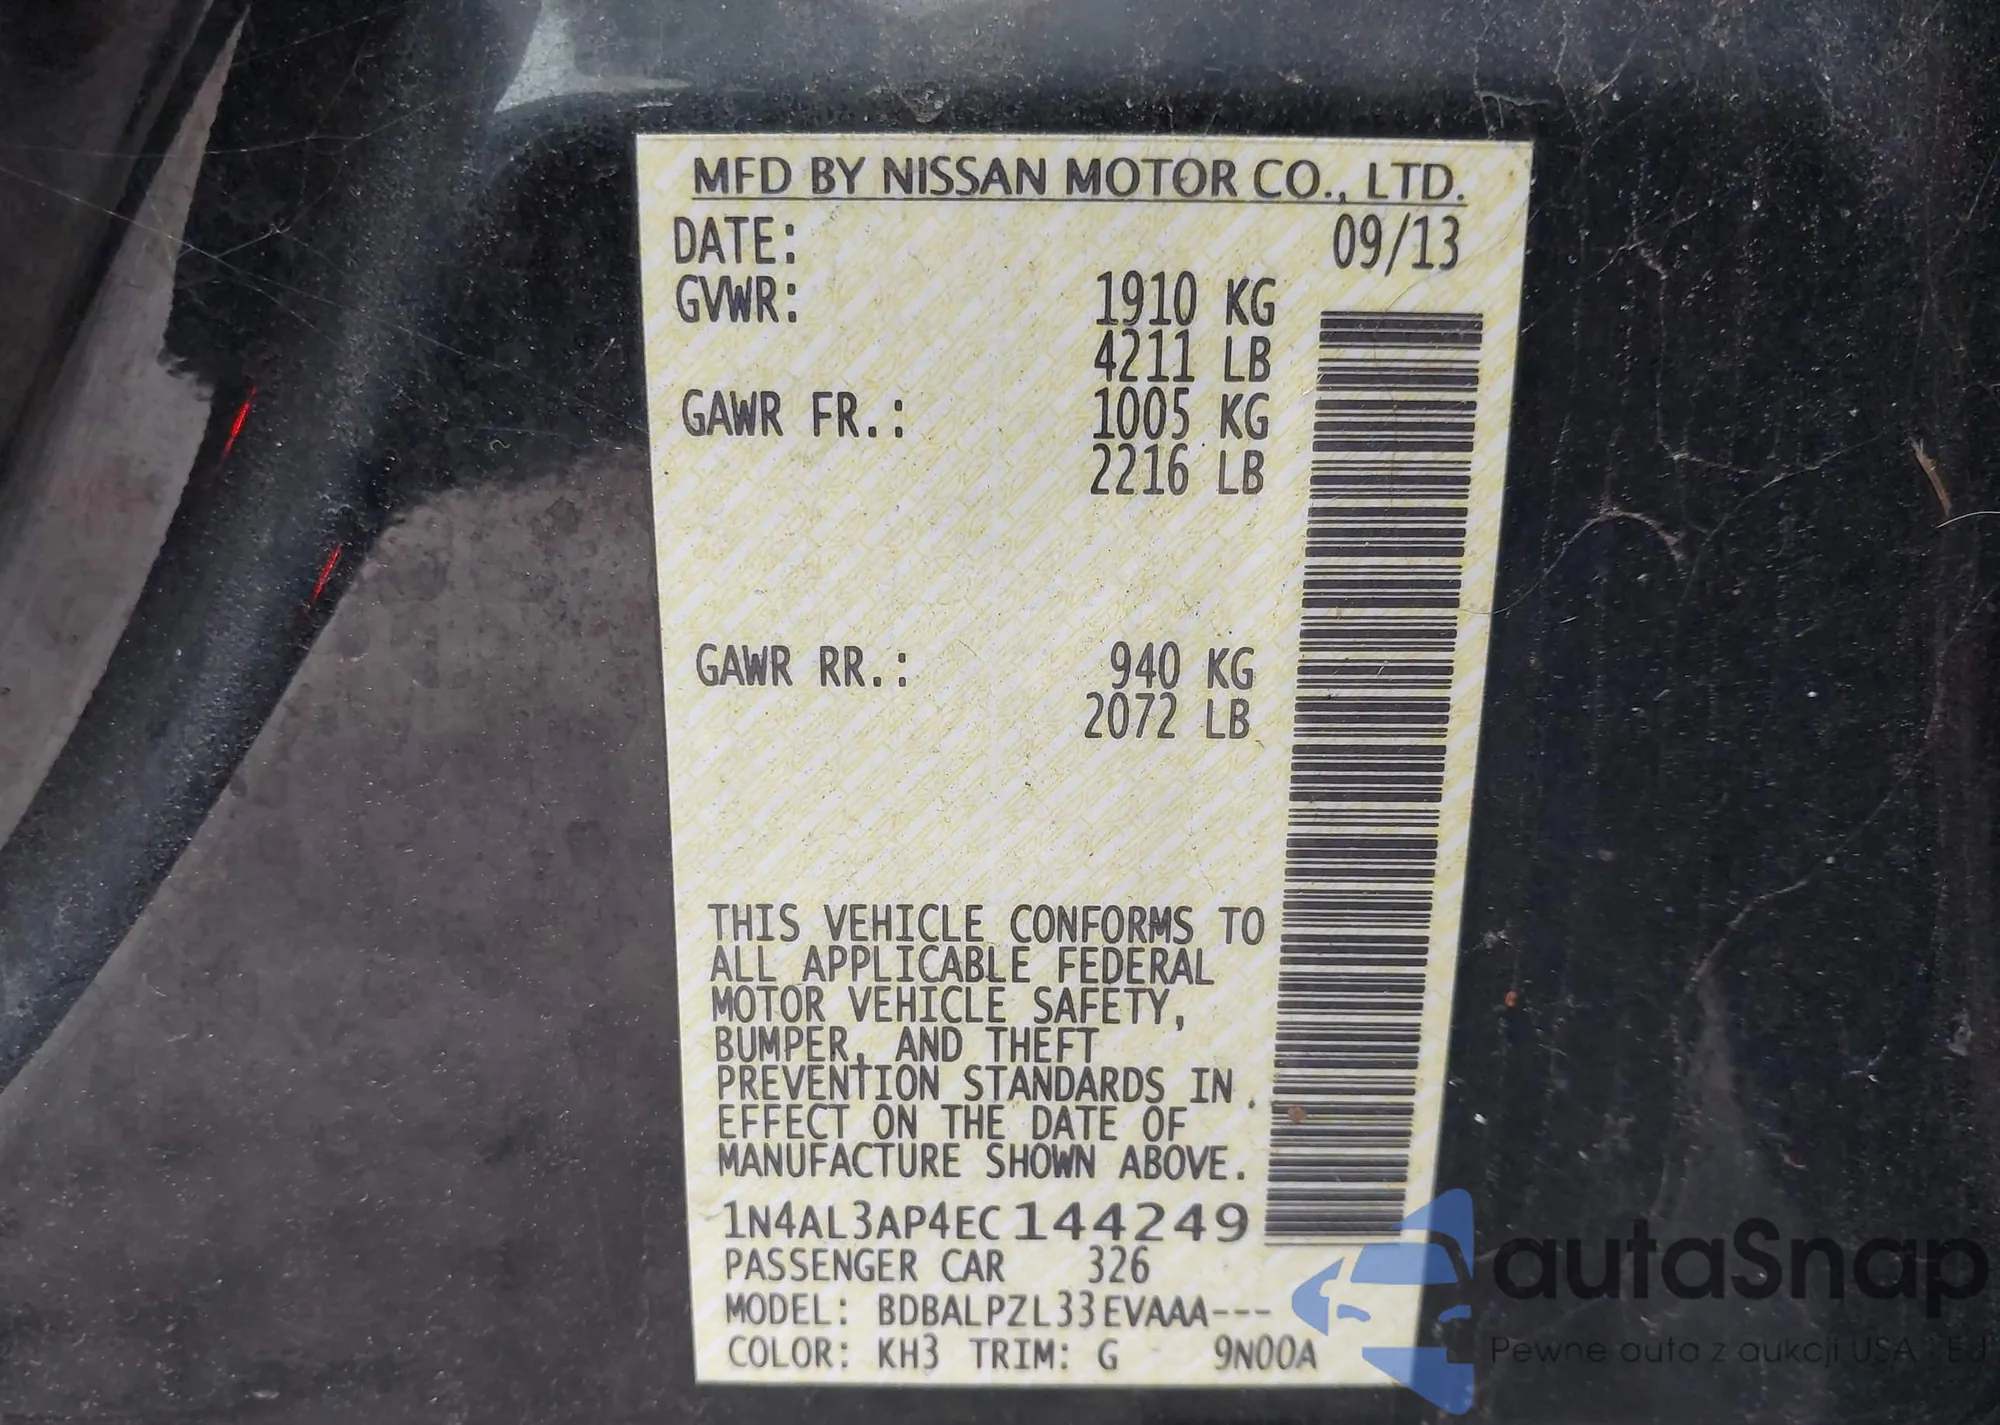 MFD BY NISSAN MOTOR CO., LTD.
DATE: 09/13
GVWR: 1910 KG
4211 LB
GAWR FR.: 1005 KG
2216 LB
GAWR RR.: 940 KG
2072 LB
THIS VEHICLE CONFORMS TO
ALL APPLICABLE FEDERAL
MOTOR VEHICLE SAFETY,
BUMPER, AND THEFT
PREVENTION STANDARDS IN
EFFECT ON THE DATE OF
MANUFACTURE SHOWN ABOVE.
1N4AL3AP4EC144249
PASSENGER CAR 326
MODEL: BDBALPZL33EVAAA---
COLOR: KH3 TRIM: G 9N00A
autaSnap
Pewne auta z aukcji USA i EU